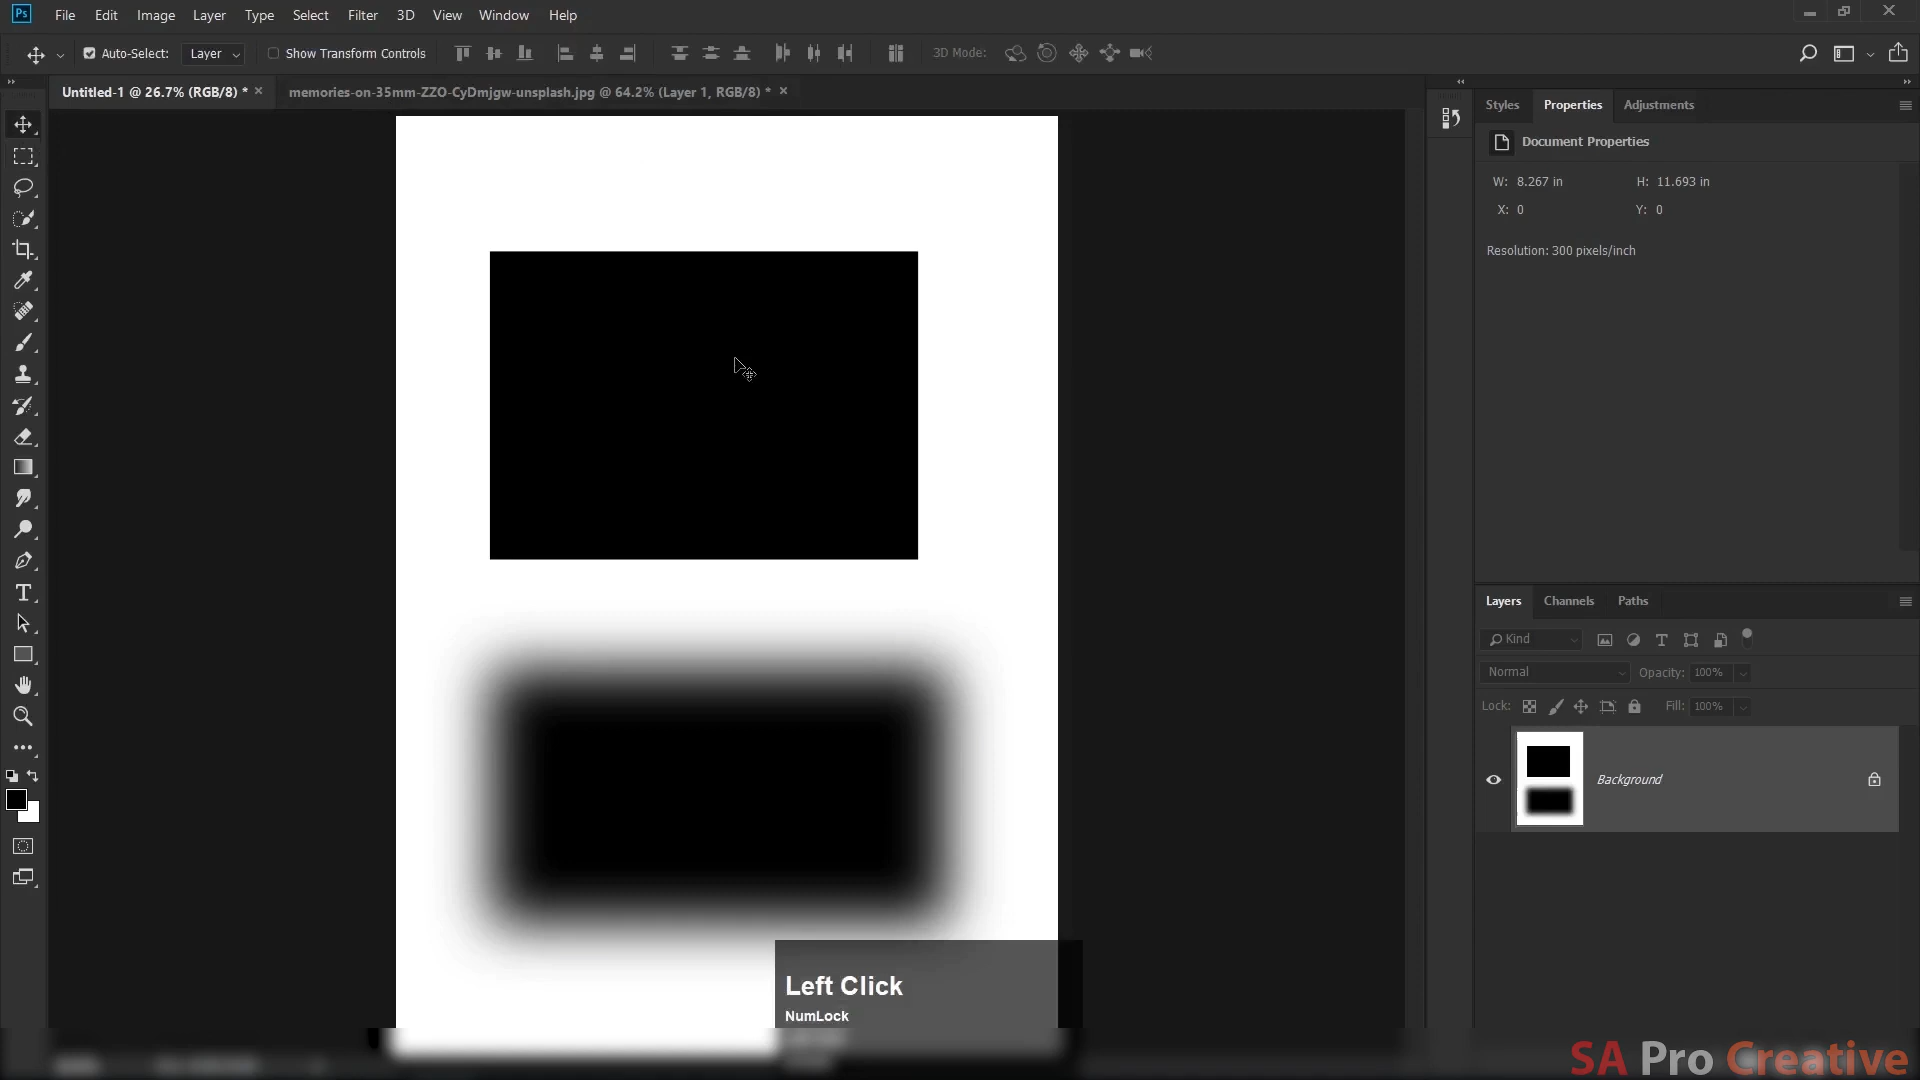 Ps File Edit Image Layer Type Select Filter 3D View Window Help
Auto-Select: Layer Show Transform Controls 3D Mode:
Untitled-1 @ 26.7% (RGB/8) * memories-on-35mm-ZZO-CyDmjgw-unsplash.jpg @ 64.2% (Layer 1, RGB/8) *
Styles Properties Adjustments
Document Properties
W: 8.267 in H: 11.693 in
X: 0 Y: 0
Resolution: 300 pixels/inch
Layers Channels Paths
Kind
Normal Opacity: 100%
Lock: Fill: 100%
Background
Left Click
NumLock
SA Pro Creative